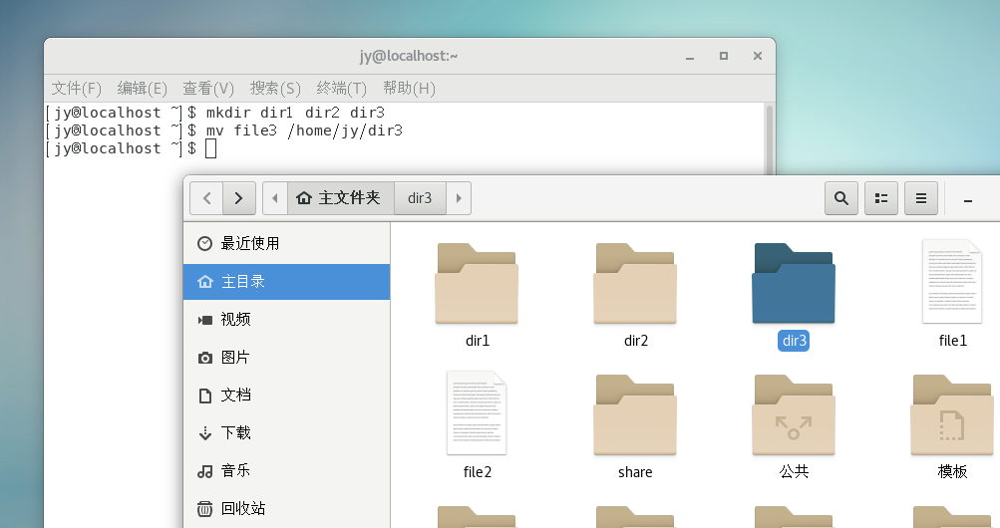 jy@localhost:~
文件(F) 编辑(E) 查看(V) 搜索(S) 终端(T) 帮助(H)
[jy@localhost ~]$ mkdir dir1 dir2 dir3
[jy@localhost ~]$ mv file3 /home/jy/dir3
[jy@localhost ~]$
主文件夹 dir3
最近使用
主目录
视频
图片
文档
下载
音乐
回收站
dir1 dir2 dir3 file1
file2 share 公共 模板